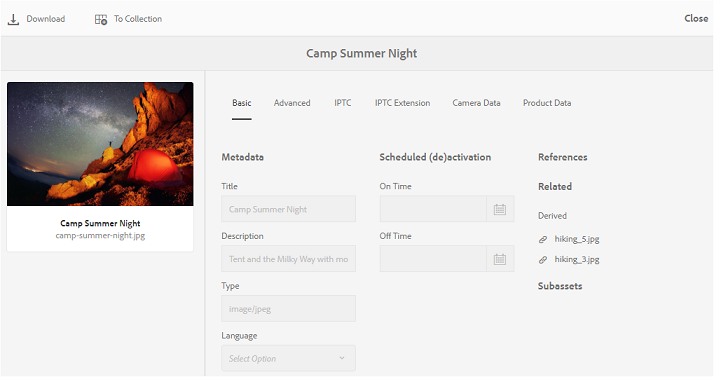 Download To Collection Close
Camp Summer Night
Basic Advanced IPTC IPTC Extension Camera Data Product Data
Camp Summer Night
camp-summer-night.jpg
Metadata
Title
Camp Summer Night
Description
Tent and the Milky Way with mo
Type
image/jpeg
Language
Select Option
Scheduled (de)activation
On Time
Off Time
References
Related
Derived
hiking_5.jpg
hiking_3.jpg
Subassets